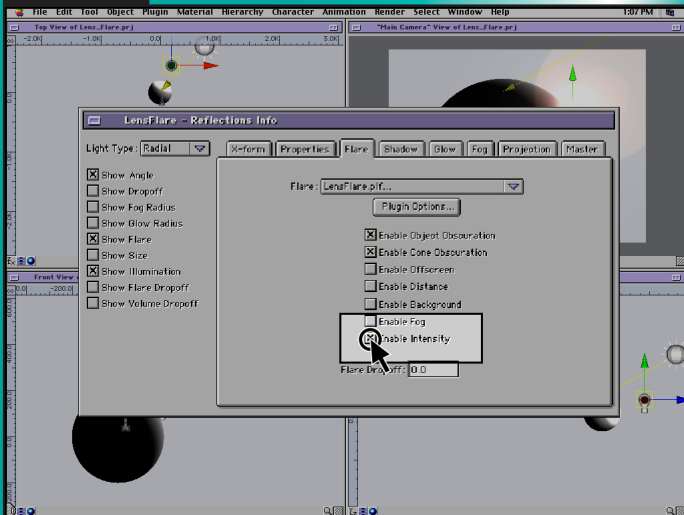 File Edit Tool Object Plugin Material Hierarchy Character Animation Render Select Window Help 1:07 PM
Top View of Lens_Flare.prj
"Main Camera" View of Lens_Flare.prj
-2.0K -1.0K 0.0 1.0K 2.0K 3.0K
LensFlare - Reflections Info
Light Type: Radial
X-form Properties Flare Shadow Glow Fog Projection Master
Show Angle
Show Dropoff
Show Fog Radius
Show Glow Radius
Show Flare
Show Size
Show Illumination
Show Flare Dropoff
Show Volume Dropoff
Flare: LensFlare.plf...
Plugin Options...
Enable Object Obscuration
Enable Cone Obscuration
Enable Offscreen
Enable Distance
Enable Background
Enable Fog
Enable Intensity
Flare Dropoff: 0.0
Front View
0.0 -200.0